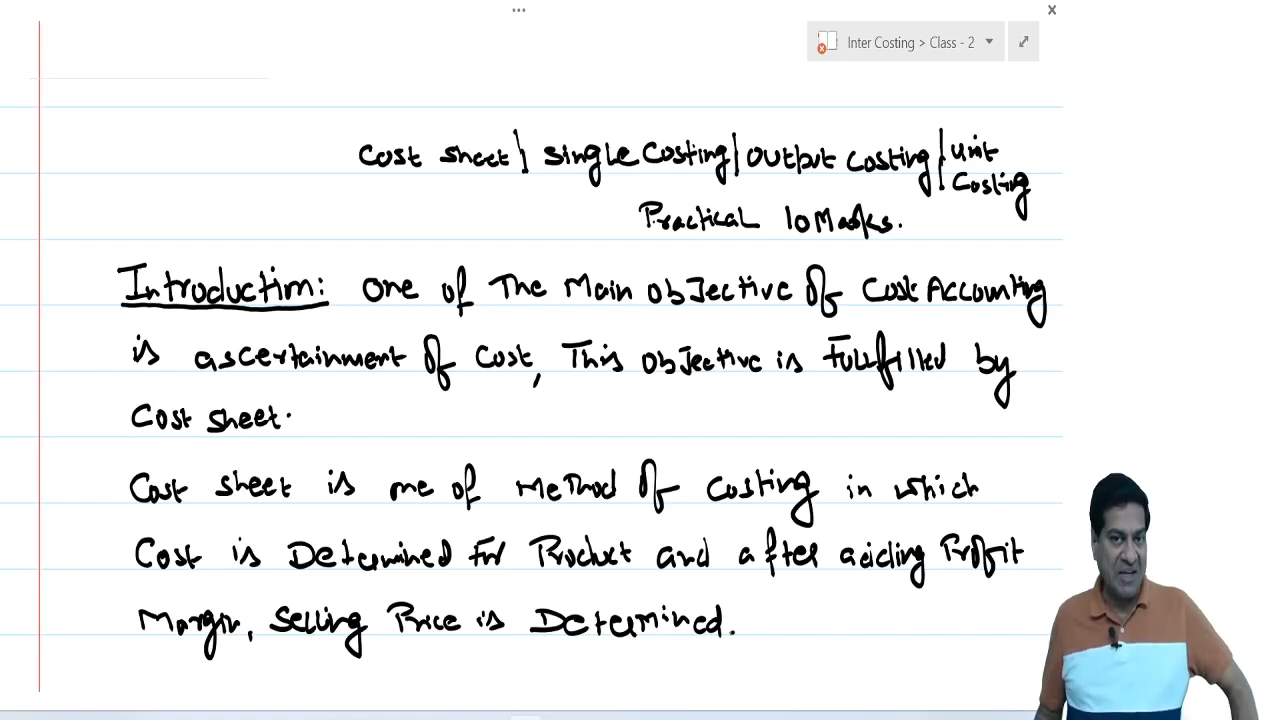 Inter Costing > Class - 2
Cost sheet | Single Costing | Output Costing | Unit Costing
Practical 10 Marks.
Introduction: One of The Main Objective Of Cost Accounting
is ascertainment Of Cost, This Objective is Fullfilled by
Cost sheet.
Cost sheet is one of Method Of Costing in which
Cost is Determined For Product and after adding Profit
Margin, Selling Price is Determined.